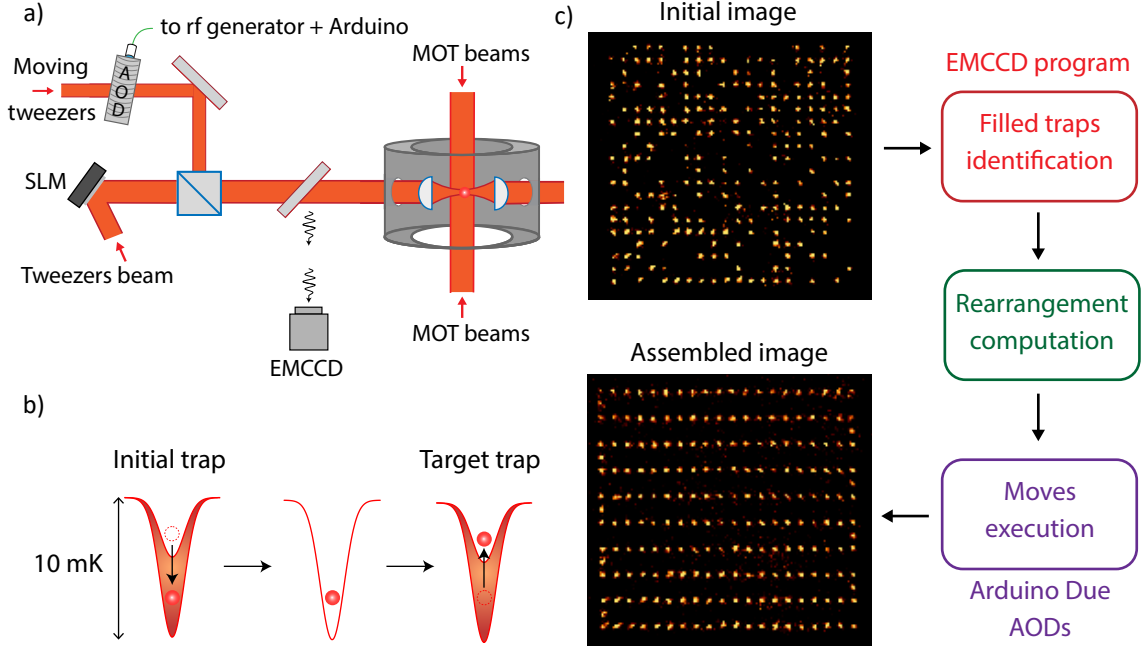 a)
to rf generator + Arduino
Moving
tweezers
AOD
MOT beams
SLM
Tweezers beam
EMCCD
MOT beams
b)
Initial trap
Target trap
10 mK
c)
Initial image
EMCCD program
Filled traps
identification
Rearrangement
computation
Assembled image
Moves
execution
Arduino Due
AODs